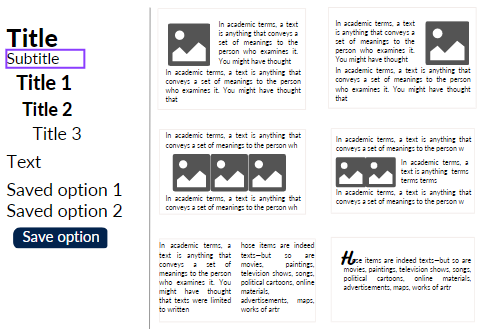 Title
Subtitle
Title 1
Title 2
Title 3
Text
Saved option 1
Saved option 2
Save option
In academic terms, a text
is anything that conveys a
set of meanings to the
person who examines it.
You might have thought
In academic terms, a text is anything that
conveys a set of meanings to the person
who examines it. You might have thought
that
In academic terms, a text
is anything that conveys a
set of meanings to the
person who examines it.
You might have thought
In academic terms, a text is anything that
conveys a set of meanings to the person
who examines it. You might have thought
that
In academic terms, a text is anything that
conveys a set of meanings to the person wh
In academic terms, a text is anything that
conveys a set of meanings to the person wh
In academic terms, a text is anything that
conveys a set of meanings to the person w
In academic terms, a
text is anything terms
terms terms
In academic terms, a text is anything that
conveys a set of meanings to the person w
In academic terms, a
text is anything that
conveys a set of
meanings to the person
who examines it. You
might have thought
that texts were limited
to written
hose items are indeed
texts—but so are
movies, paintings,
television shows, songs,
political cartoons, online
materials,
advertisements, maps,
works of artr
Hose items are indeed texts—but so are
movies, paintings, television shows, songs,
political cartoons, online materials,
advertisements, maps, works of artr